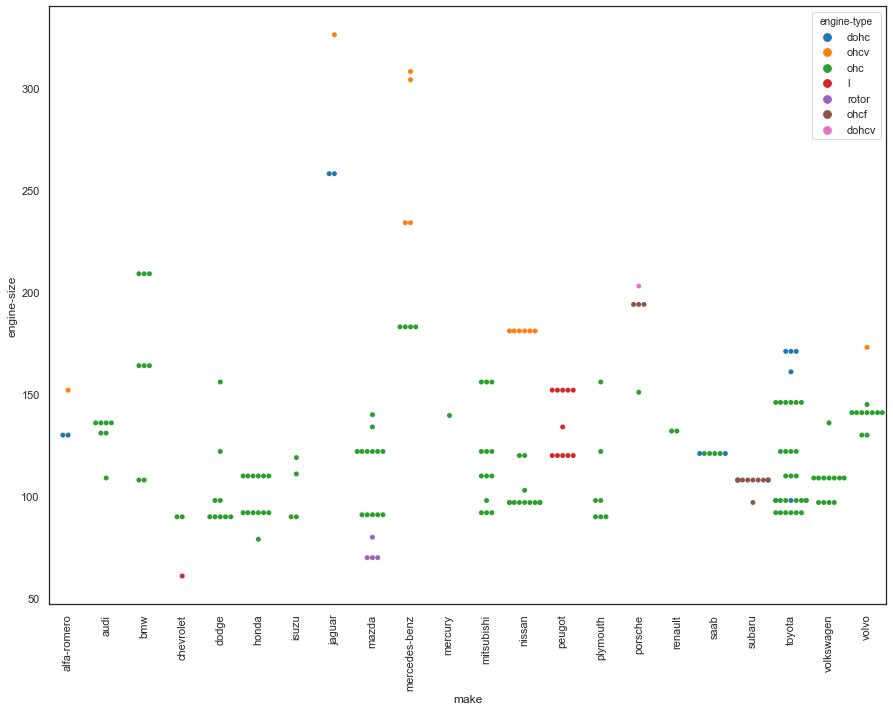 engine-type
dohc
ohcv
ohc
l
rotor
ohcf
dohcv
engine-size
300
250
200
150
100
50
alfa-romero
audi
bmw
chevrolet
dodge
honda
isuzu
jaguar
mazda
mercedes-benz
mercury
mitsubishi
nissan
peugot
plymouth
porsche
renault
saab
subaru
toyota
volkswagen
volvo
make